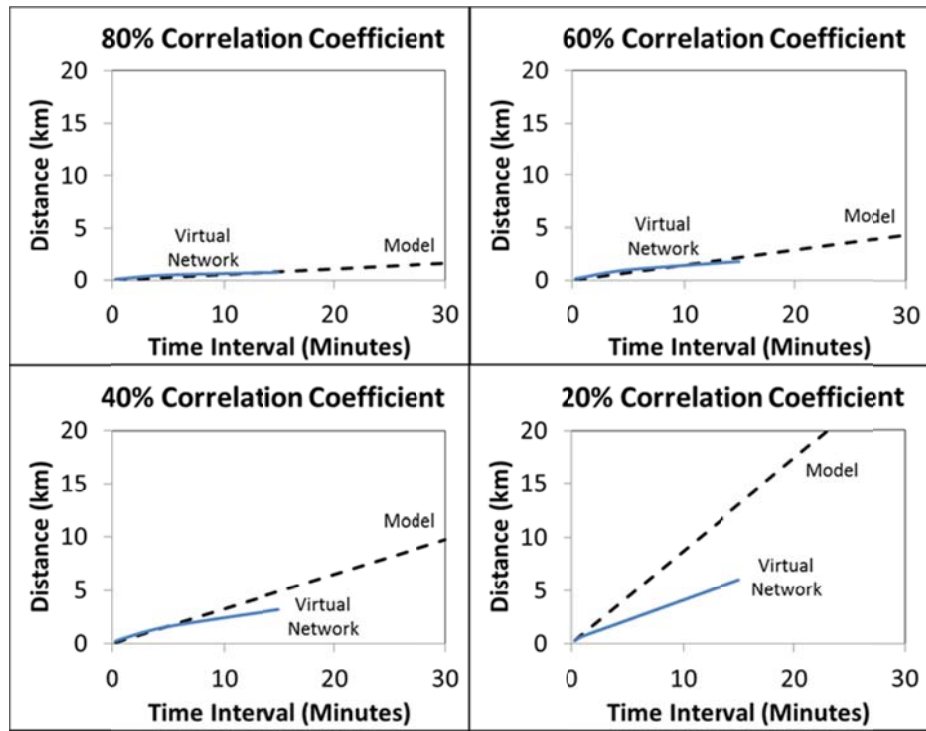 80% Correlation Coefficient
20
15
10
5
0
Distance (km)
Virtual
Network
Model
0
10
20
30
Time Interval (Minutes)
60% Correlation Coefficient
20
15
10
5
0
Distance (km)
Virtual
Network
Model
0
10
20
30
Time Interval (Minutes)
40% Correlation Coefficient
20
15
10
5
0
Distance (km)
Model
Virtual
Network
0
10
20
30
Time Interval (Minutes)
20% Correlation Coefficient
20
15
10
5
0
Distance (km)
Model
Virtual
Network
0
10
20
30
Time Interval (Minutes)